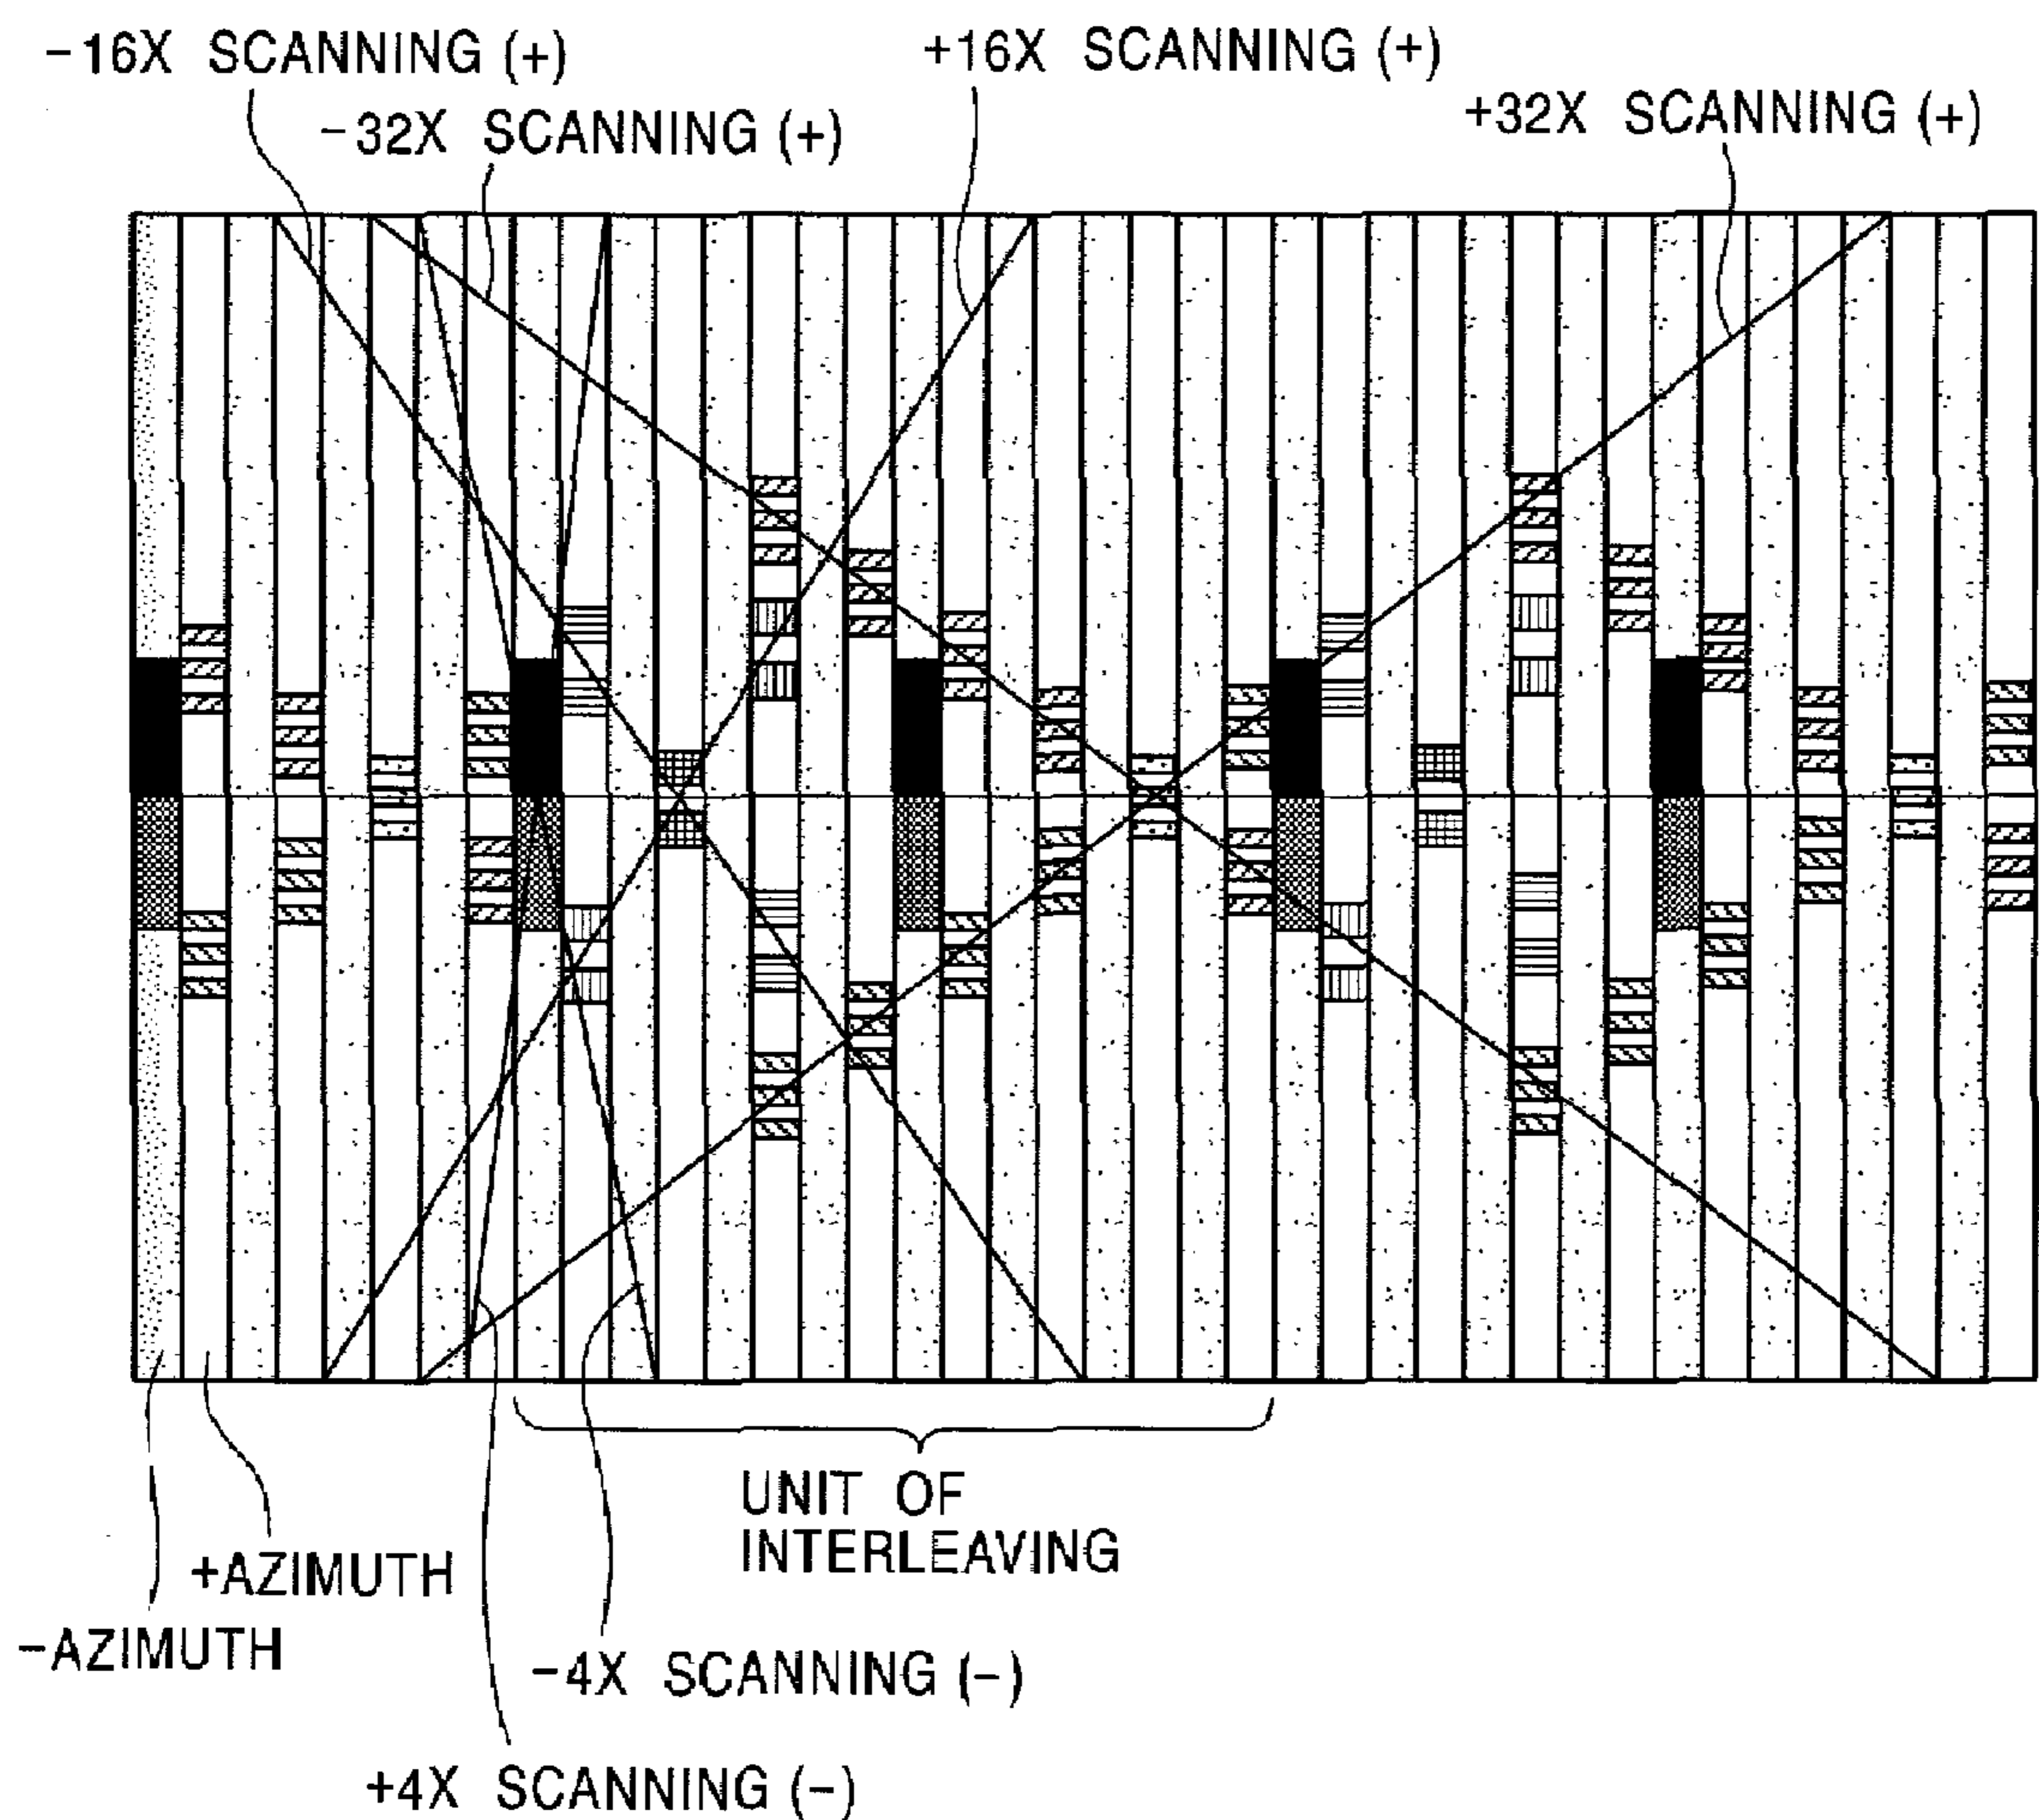 -16X SCANNING (+)
+16X SCANNING (+)
-32X SCANNING (+)
+32X SCANNING (+)
UNIT OF
INTERLEAVING
+AZIMUTH
-AZIMUTH
-4X SCANNING (-)
+4X SCANNING (-)